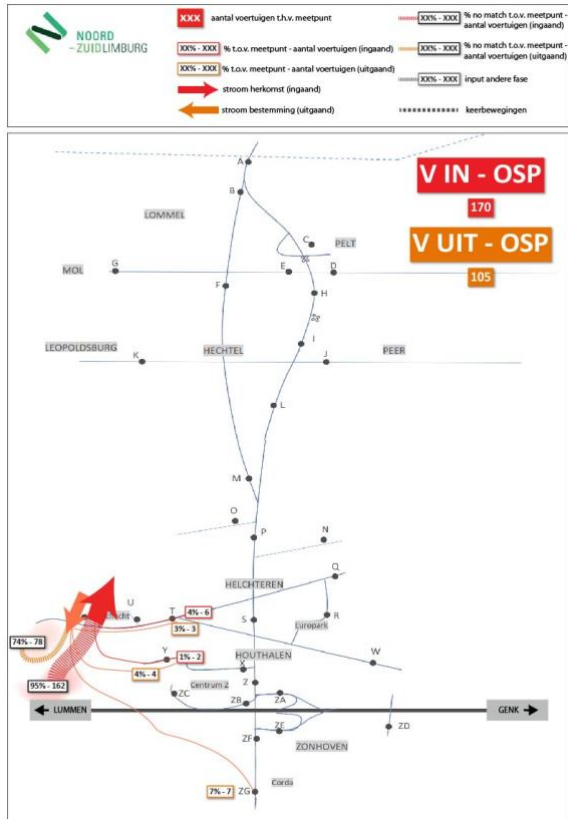 NOORD
-ZUIDLIMBURG
XXX aantal voertuigen t.h.v. meetpunt
XX% - XXX % t.o.v. meetpunt - aantal voertuigen (ingaand)
XX% - XXX % t.o.v. meetpunt - aantal voertuigen (uitgaand)
stroom herkomst (ingaand)
stroom bestemming (uitgaand)
XX% - XXX % no match t.o.v. meetpunt -
aantal voertuigen (ingaand)
XX% - XXX % no match t.o.v. meetpunt -
aantal voertuigen (uitgaand)
XX% - XXX input andere fase
keerbewegingen
V IN - OSP
170
V UIT - OSP
105
A
B
LOMMEL
C
PELT
MOL
G
E
D
F
H
LEOPOLDSBURG
I
K
HECHTEL
J
PEER
L
M
O
N
P
HELCHTEREN
Q
U
T
4% - 6
3% - 3
S
R
Europark
74% - 78
Y
1% - 2
4% - 4
HOUTHALEN
X
W
95% - 162
Centrum Z
Z
ZC
ZB
ZA
LUMMEN
GENK
ZE
ZD
ZF
ZONHOVEN
7% - 7
ZG
Corda